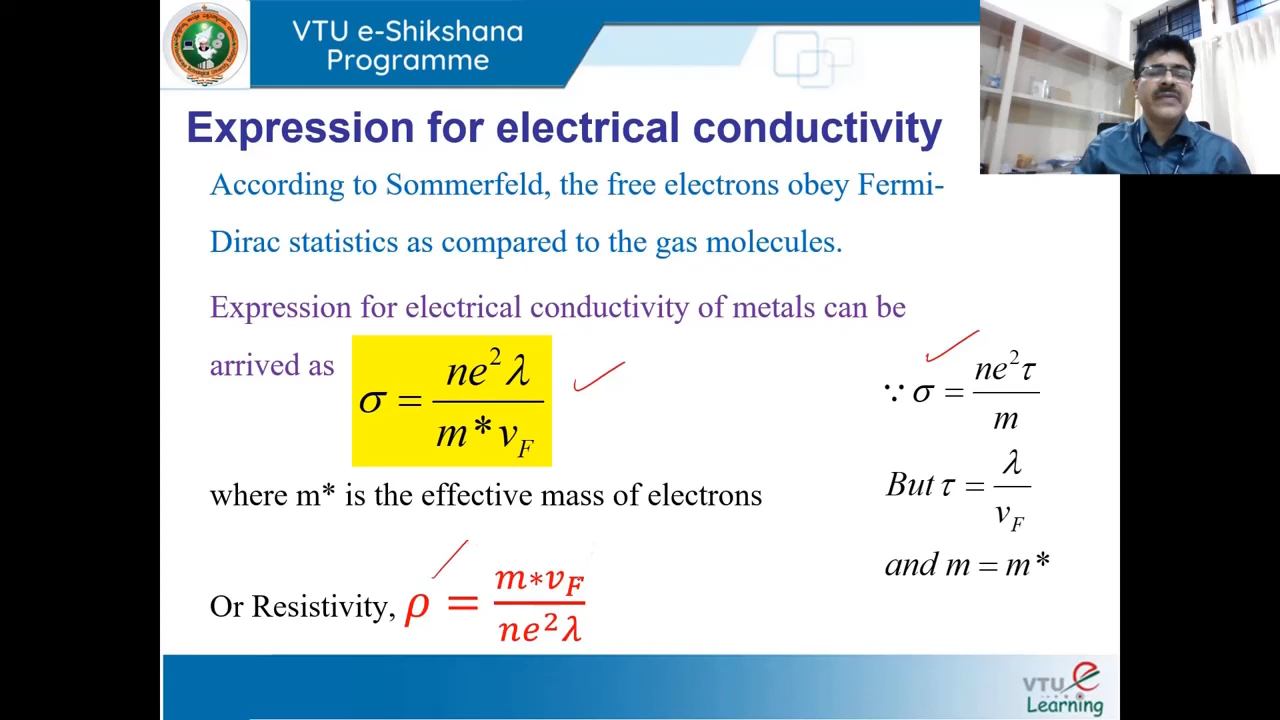 VTU e-Shikshana
Programme
Expression for electrical conductivity
According to Sommerfeld, the free electrons obey Fermi-
Dirac statistics as compared to the gas molecules.
Expression for electrical conductivity of metals can be
arrived as σ = ne²λ / m*v_F
∵ σ = ne²τ / m
But τ = λ / v_F
and m = m*
where m* is the effective mass of electrons
Or Resistivity, ρ = m*v_F / ne²λ
VTU e
Learning